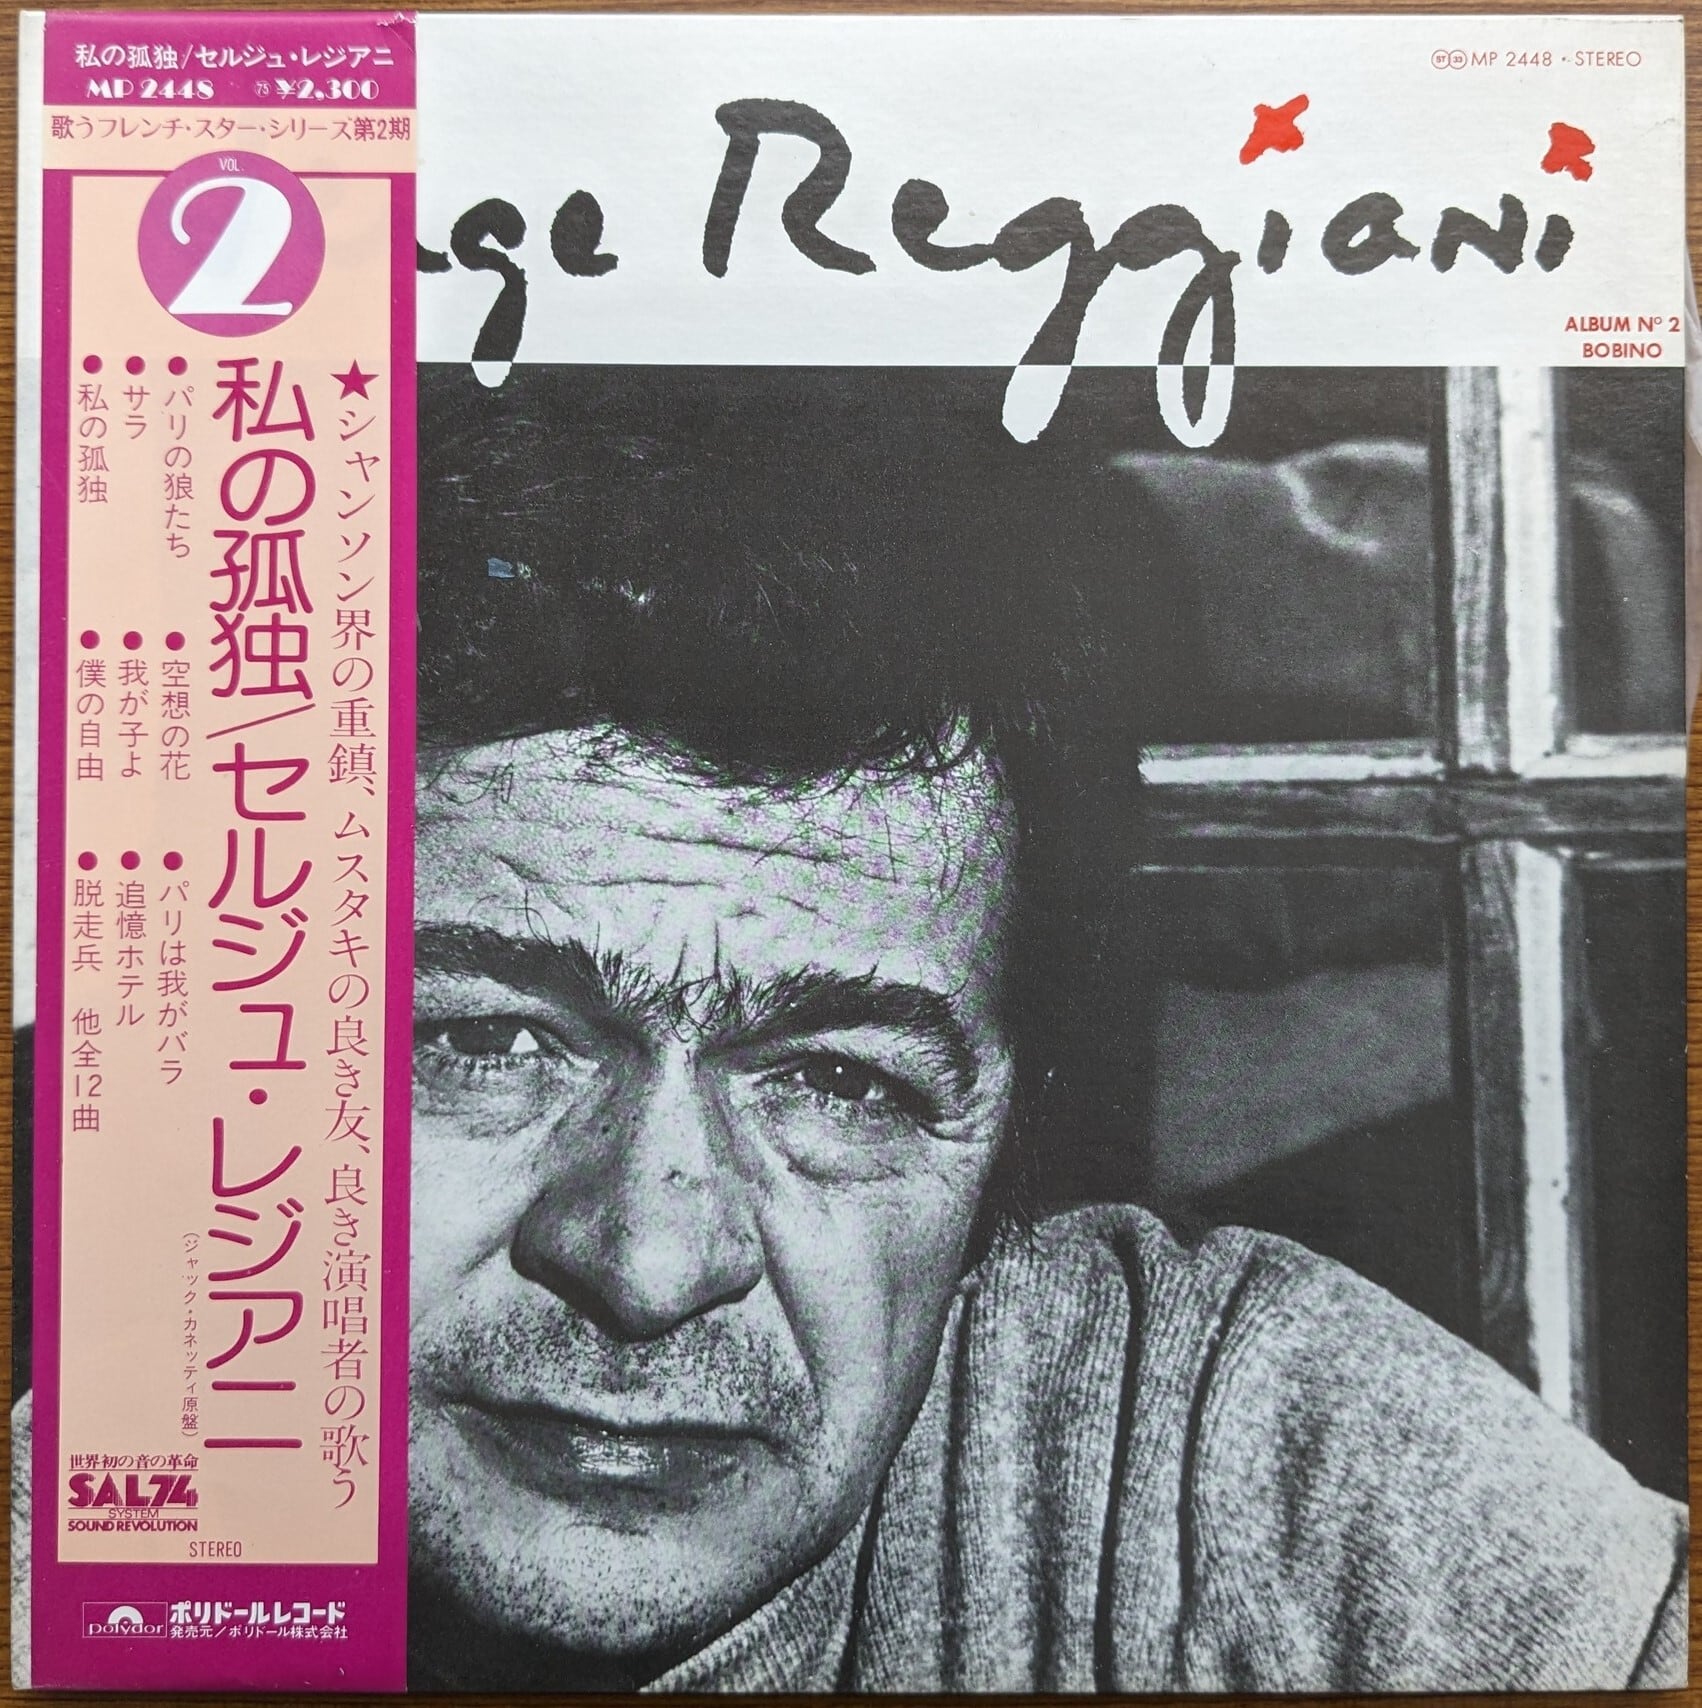 私の孤独/セルジュ・レジアニ
MP 2448 75 ¥2,300
歌うフレンチ・スター・シリーズ第2期
VOL.
2
★シャンソン界の重鎮、ムスタキの良き友、良き演唱者の歌う
私の孤独/セルジュ・レジアニ
(ジャック・カネッティ原盤)
●パリの狼たち ●空想の花 ●パリは我がバラ
●サラ ●我が子よ ●追憶ホテル
●私の孤独 ●僕の自由 ●脱走兵 他全12曲
世界初の音の革命
SAL74
SYSTEM
SOUND REVOLUTION
STEREO
polydor ポリドールレコード
発売元/ポリドール株式会社
ST 33 MP 2448 · STEREO
ge Reggiani
ALBUM N° 2
BOBINO